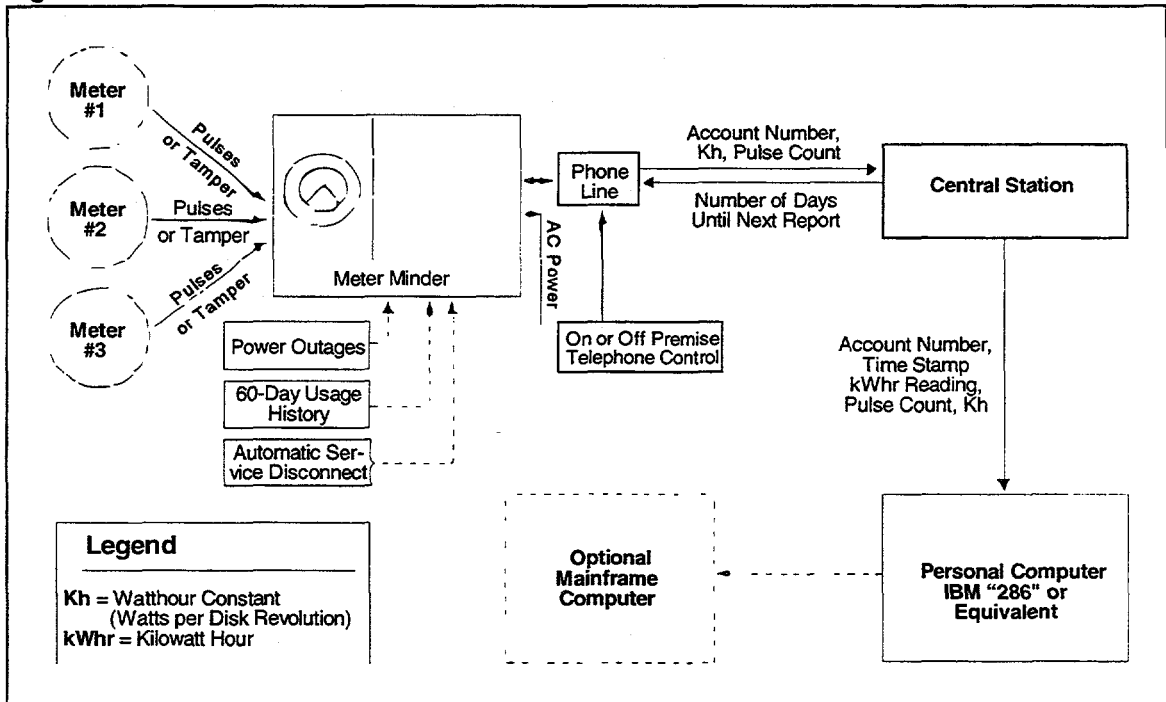 Meter
#1
Pulses
or Tamper
Meter
#2
Pulses
or Tamper
Meter
#3
Pulses
or Tamper
Meter Minder
Power Outages
60-Day Usage
History
Automatic Ser-
vice Disconnect
AC Power
Phone
Line
On or Off Premise
Telephone Control
Account Number,
Kh, Pulse Count
Number of Days
Until Next Report
Central Station
Account Number,
Time Stamp
kWhr Reading,
Pulse Count, Kh
Personal Computer
IBM "286" or
Equivalent
Optional
Mainframe
Computer
Legend
Kh = Watthour Constant
(Watts per Disk Revolution)
kWhr = Kilowatt Hour